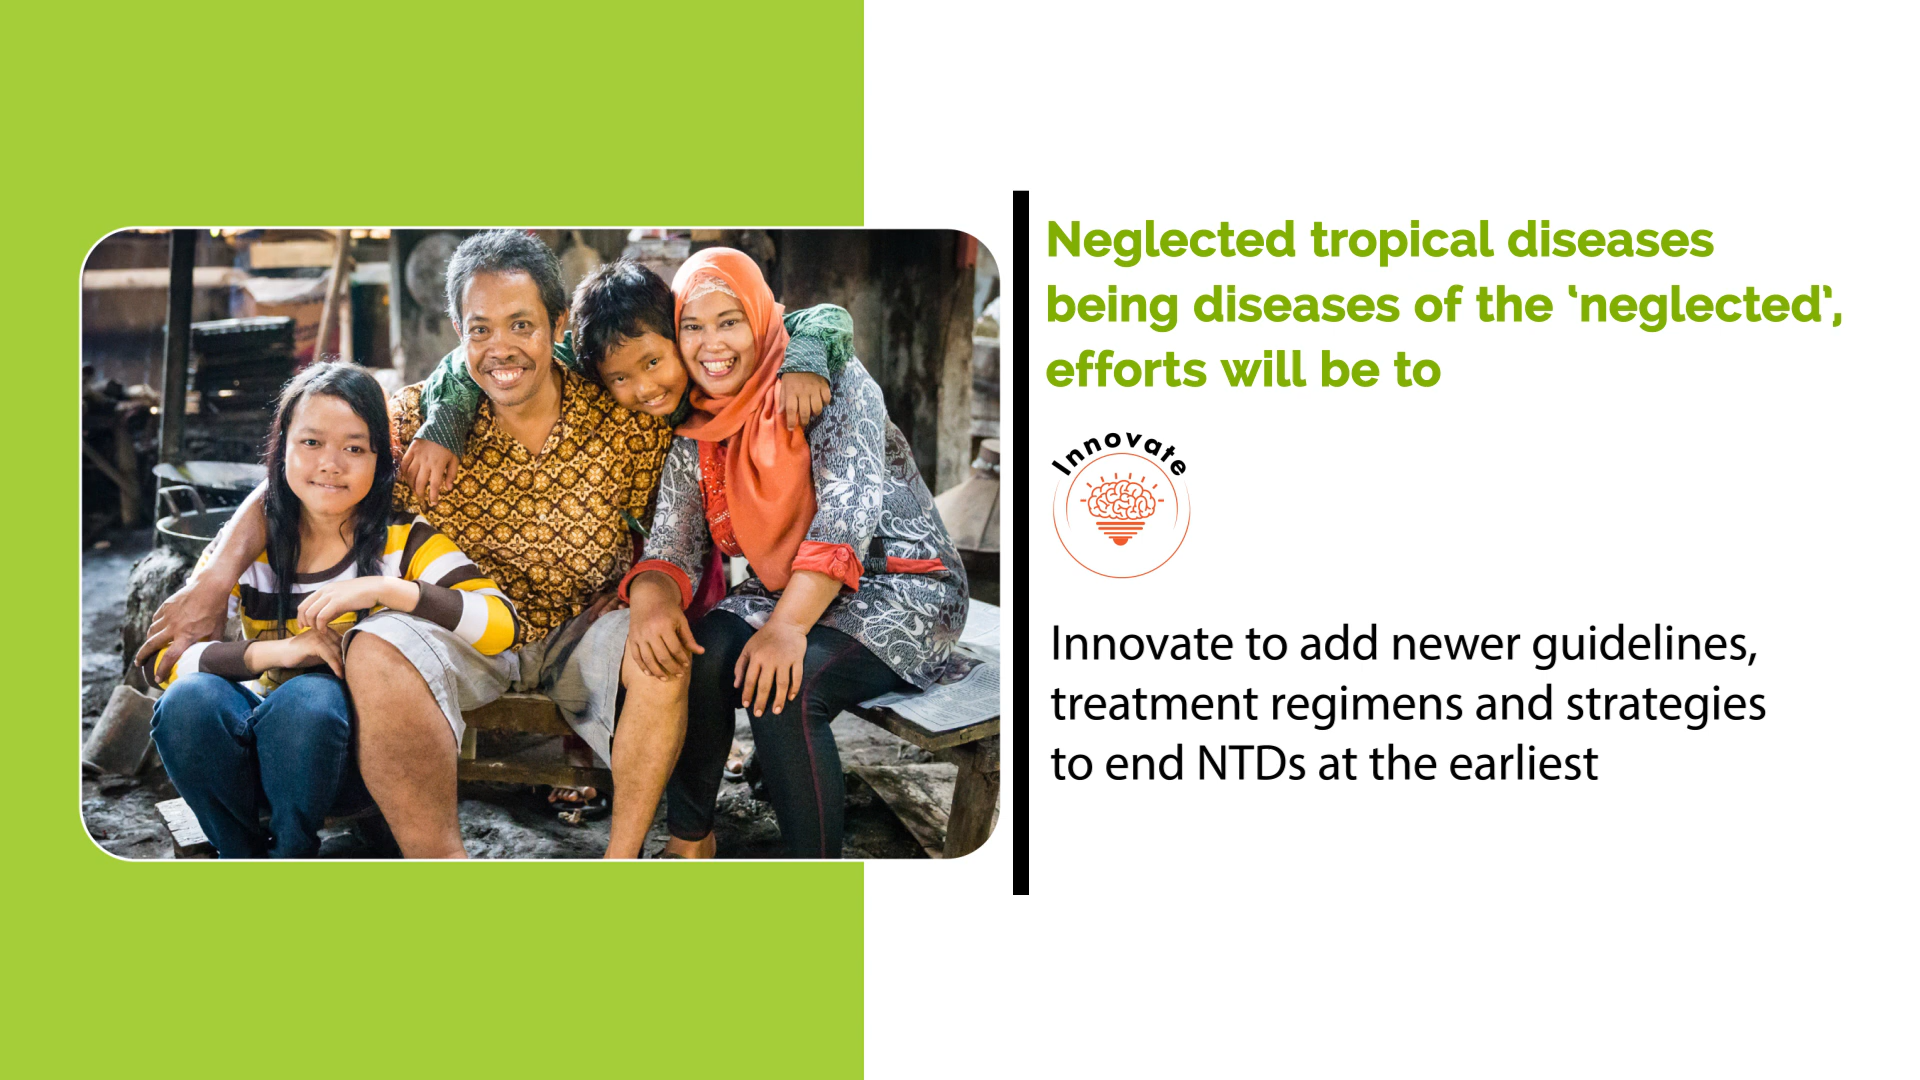 Neglected tropical diseases
being diseases of the ‘neglected’,
efforts will be to
Innovate
Innovate to add newer guidelines,
treatment regimens and strategies
to end NTDs at the earliest